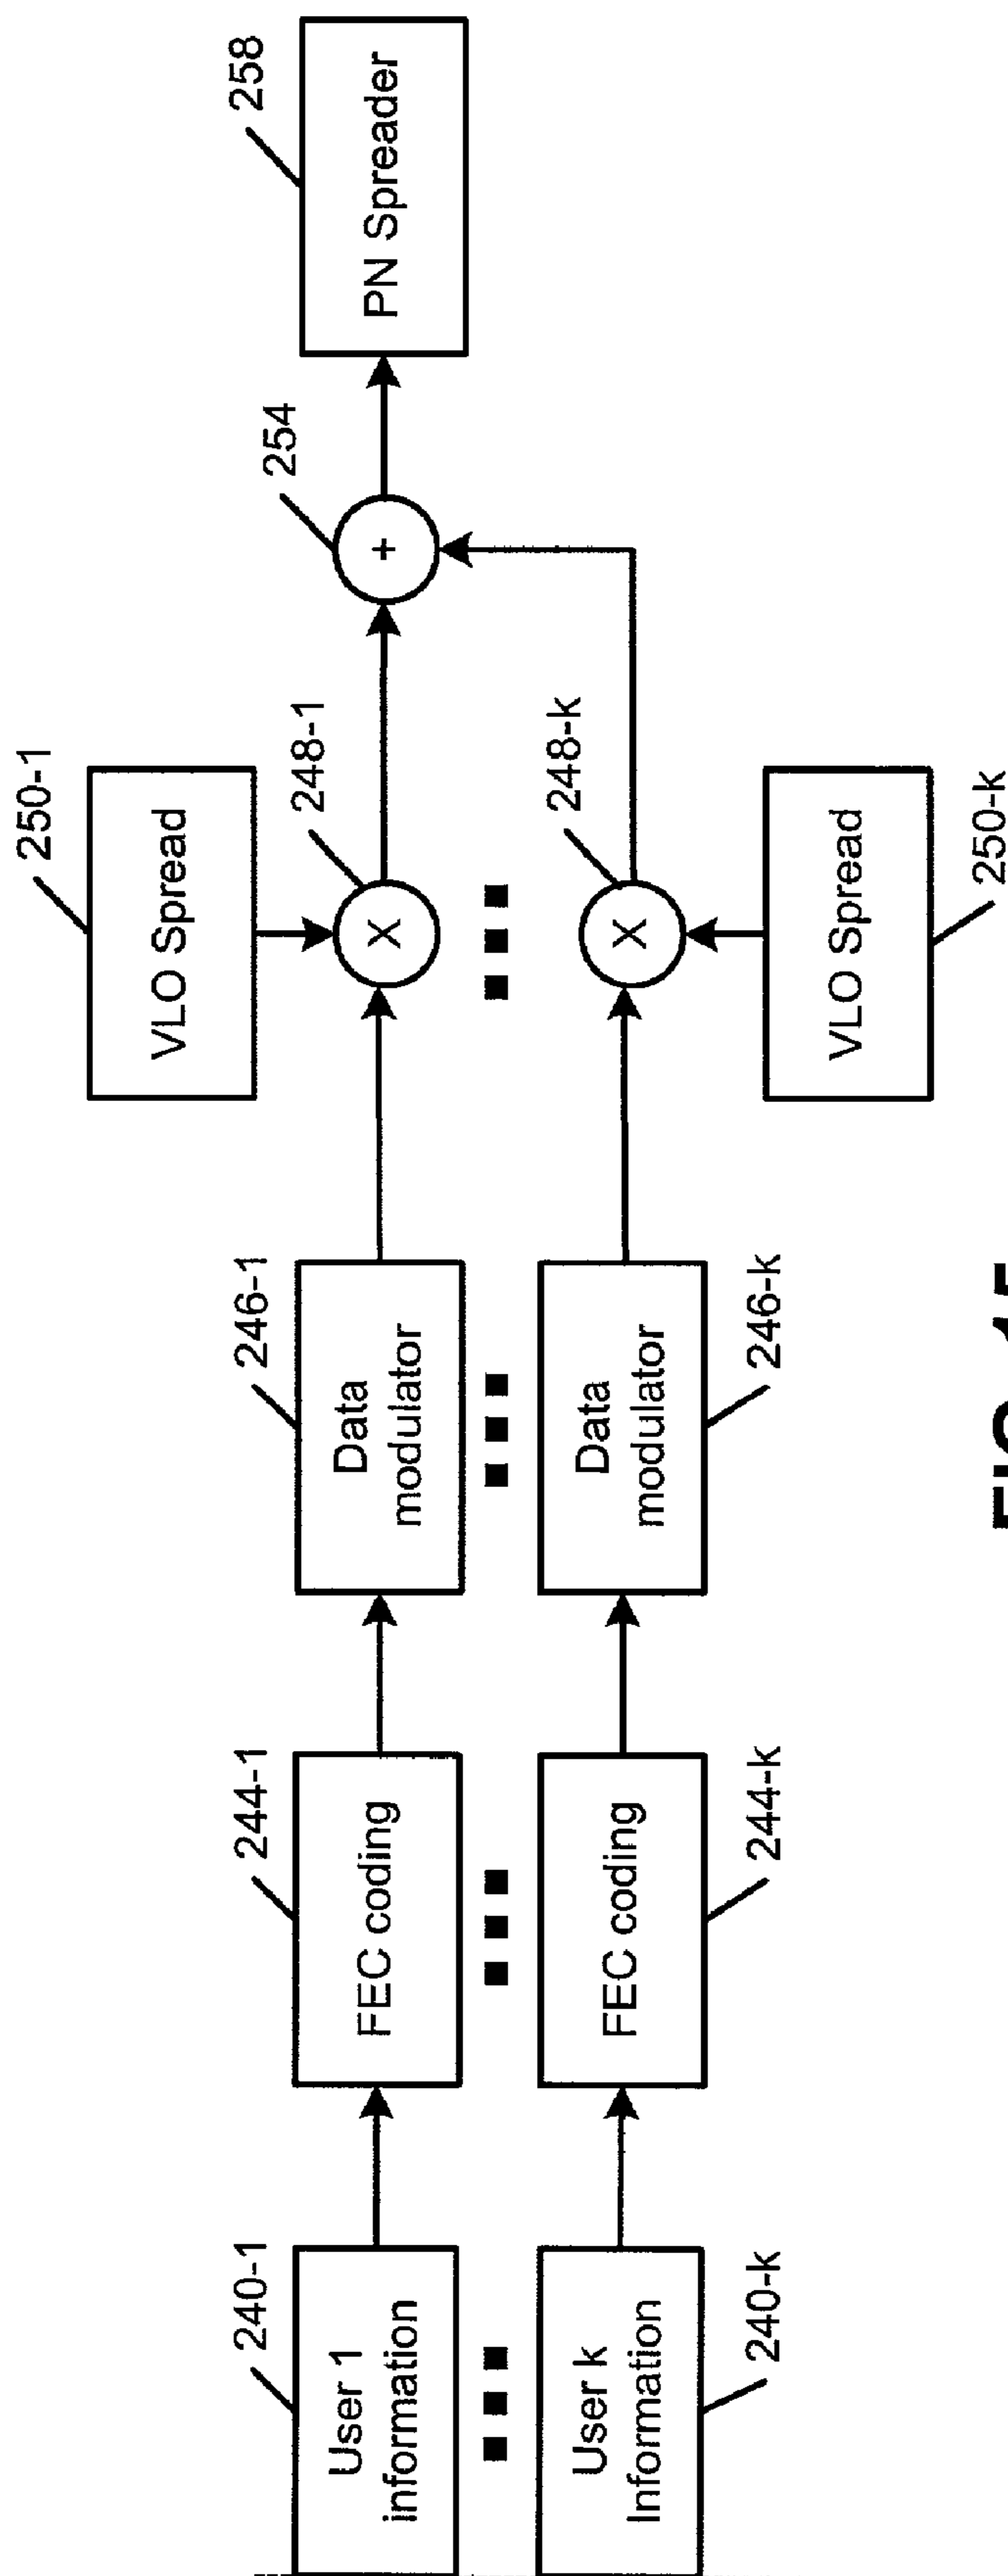 250-1
VLO Spread
240-1
244-1
246-1
248-1
254
258
User 1
information
FEC coding
Data
modulator
X
+
PN Spreader
User k
Information
FEC coding
Data
modulator
X
248-k
240-k
244-k
246-k
VLO Spread
250-k